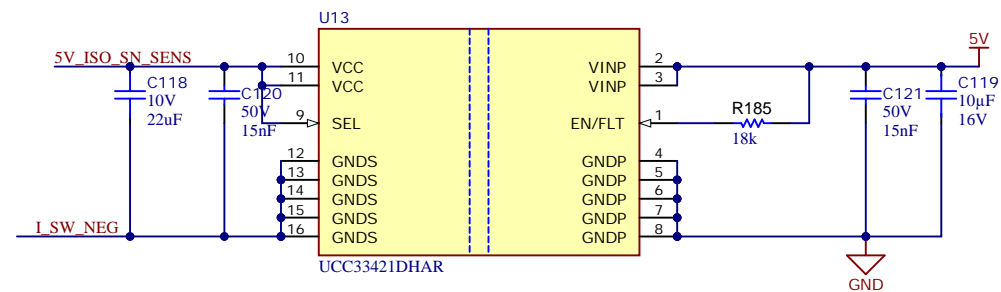 U13
5V_ISO_SN_SENS
C118
10V
22uF
C120
50V
15nF
10
11
9
12
13
14
15
16
VCC
VCC
SEL
GNDS
GNDS
GNDS
GNDS
GNDS
I_SW_NEG
VINP
VINP
EN/FLT
GNDP
GNDP
GNDP
GNDP
GNDP
2
3
1
4
5
6
7
8
UCC33421DHAR
R185
18k
5V
C121
50V
15nF
C119
10µF
16V
GND